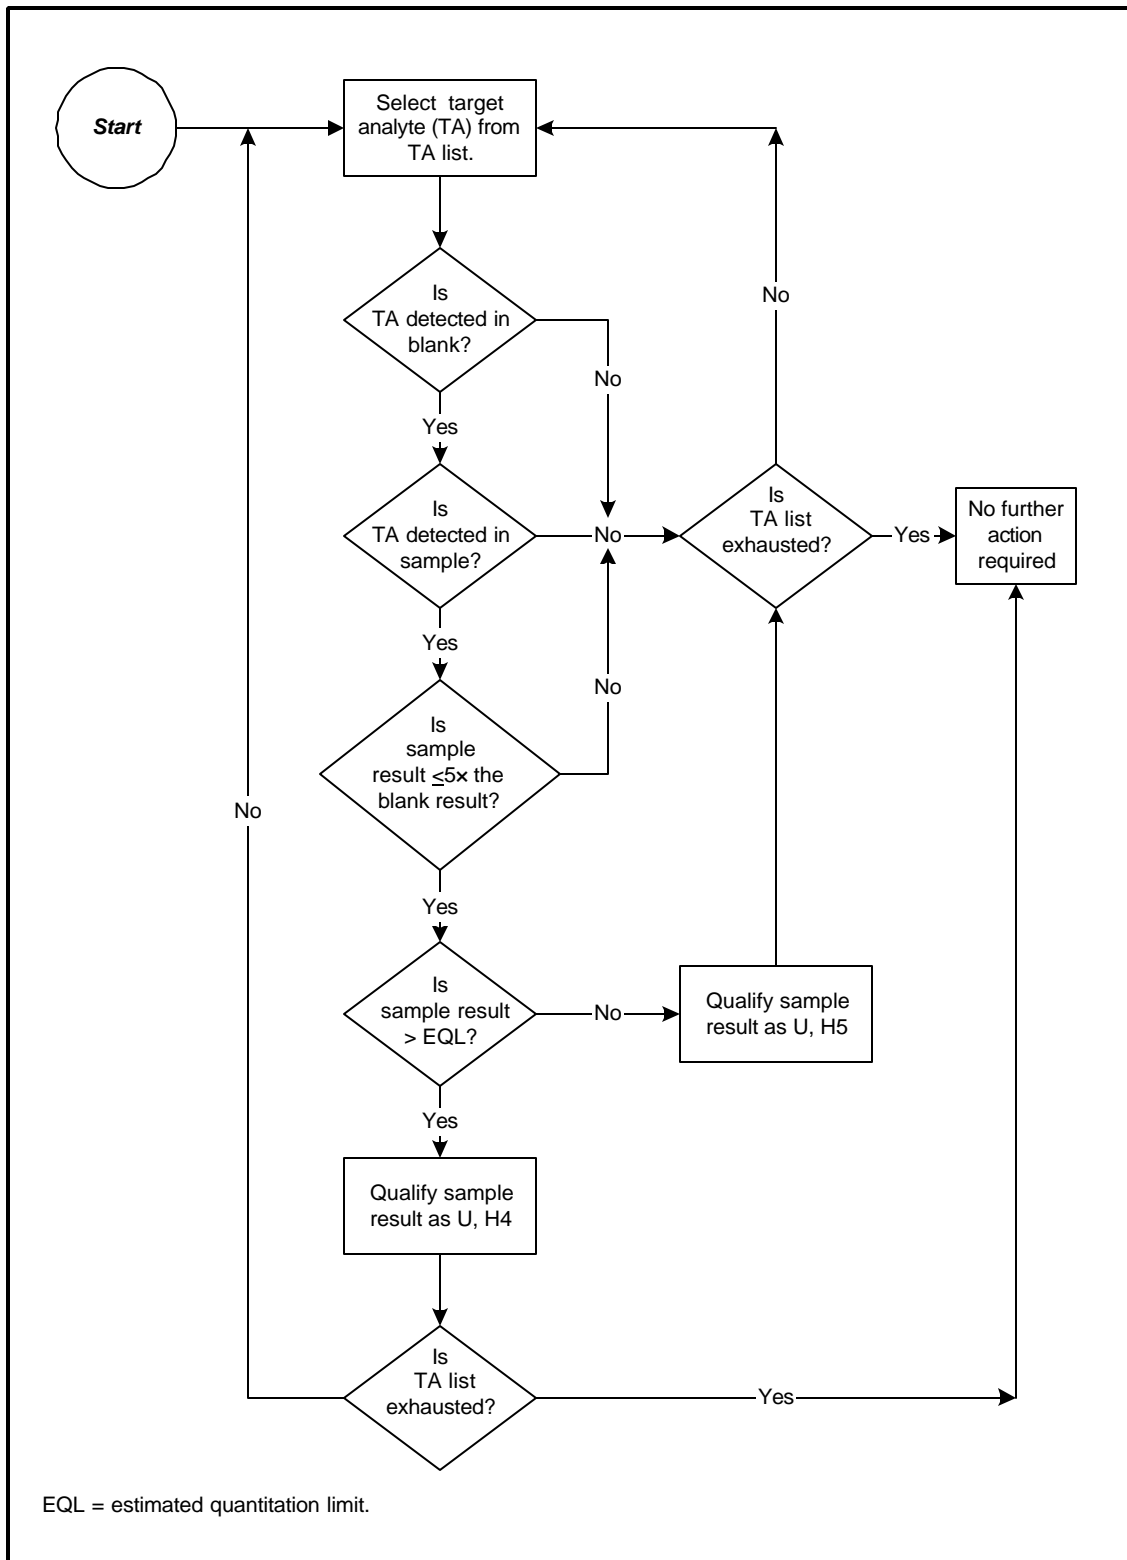 Start
Select target
analyte (TA) from
TA list.
Is
TA detected in
blank?
No
No
Yes
Is
TA detected in
sample?
No
Is
TA list
exhausted?
Yes
No further
action
required
Yes
No
Is
sample
result ≤5× the
blank result?
No
Yes
Is
sample result
> EQL?
No
Qualify sample
result as U, H5
Yes
Qualify sample
result as U, H4
Is
TA list
exhausted?
Yes
EQL = estimated quantitation limit.